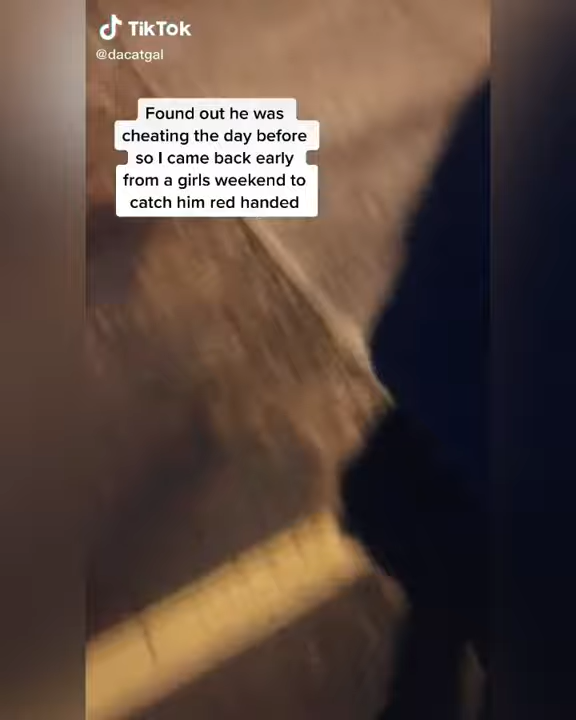 TikTok
@dacatgal
Found out he was
cheating the day before
so I came back early
from a girls weekend to
catch him red handed